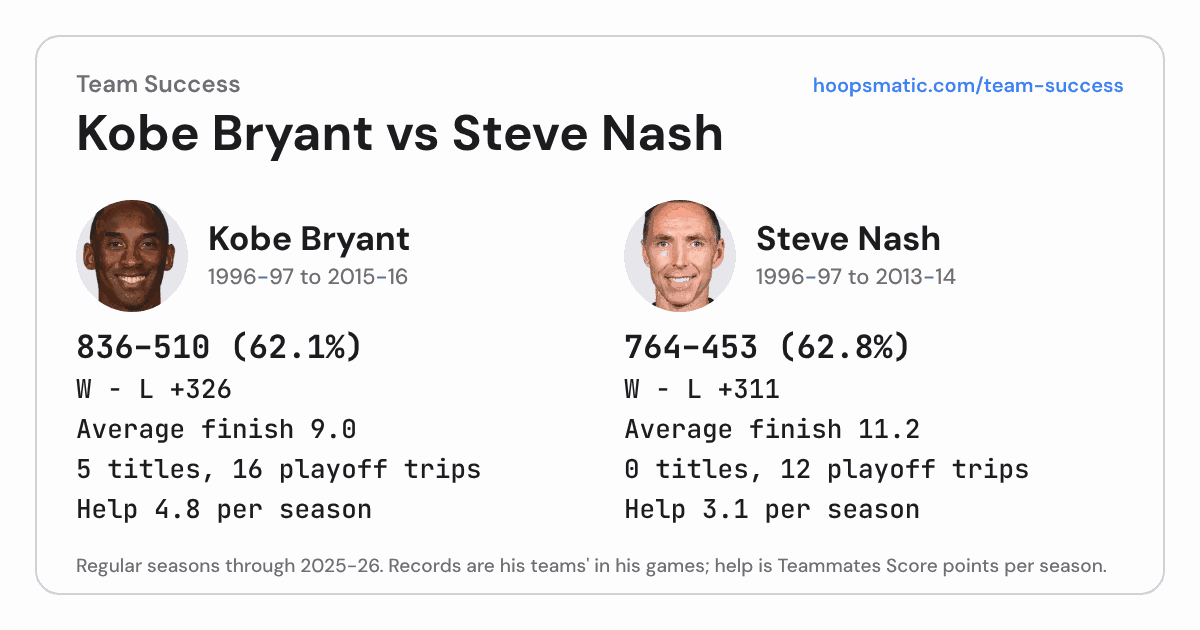 Team Success
hoopsmatic.com/team-success
Kobe Bryant vs Steve Nash
Kobe Bryant
1996-97 to 2015-16
836-510 (62.1%)
W - L +326
Average finish 9.0
5 titles, 16 playoff trips
Help 4.8 per season
Steve Nash
1996-97 to 2013-14
764-453 (62.8%)
W - L +311
Average finish 11.2
0 titles, 12 playoff trips
Help 3.1 per season
Regular seasons through 2025-26. Records are his teams' in his games; help is Teammates Score points per season.